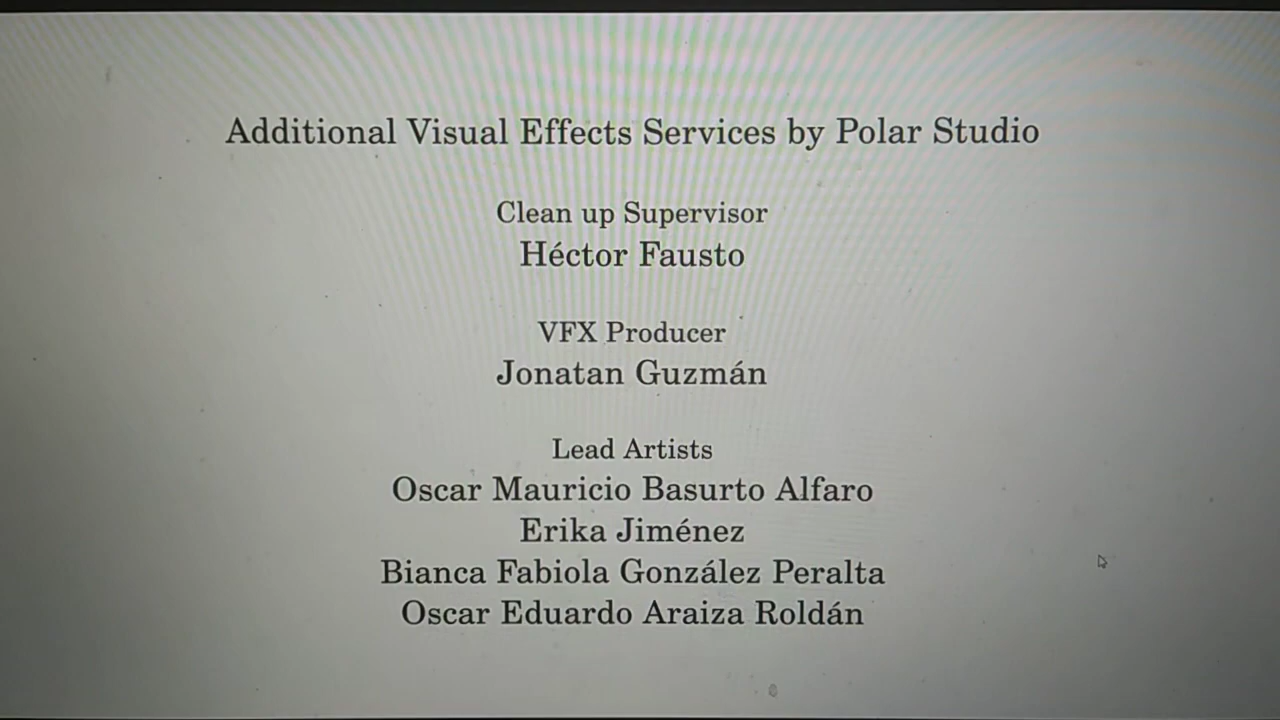 Additional Visual Effects Services by Polar Studio
Clean up Supervisor
Héctor Fausto
VFX Producer
Jonatan Guzmán
Lead Artists
Oscar Mauricio Basurto Alfaro
Erika Jiménez
Bianca Fabiola González Peralta
Oscar Eduardo Araiza Roldán